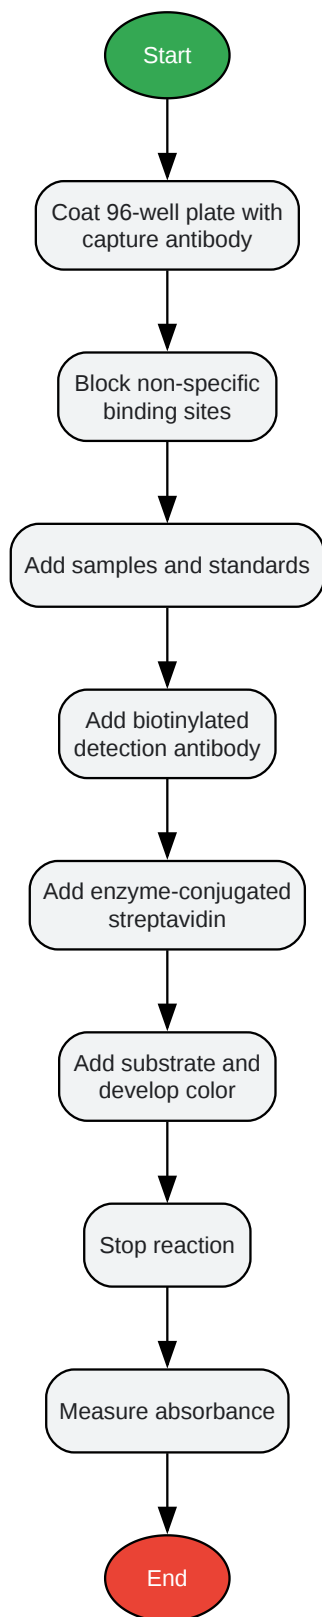 Start
Coat 96-well plate with
capture antibody
Block non-specific
binding sites
Add samples and standards
Add biotinylated
detection antibody
Add enzyme-conjugated
streptavidin
Add substrate and
develop color
Stop reaction
Measure absorbance
End